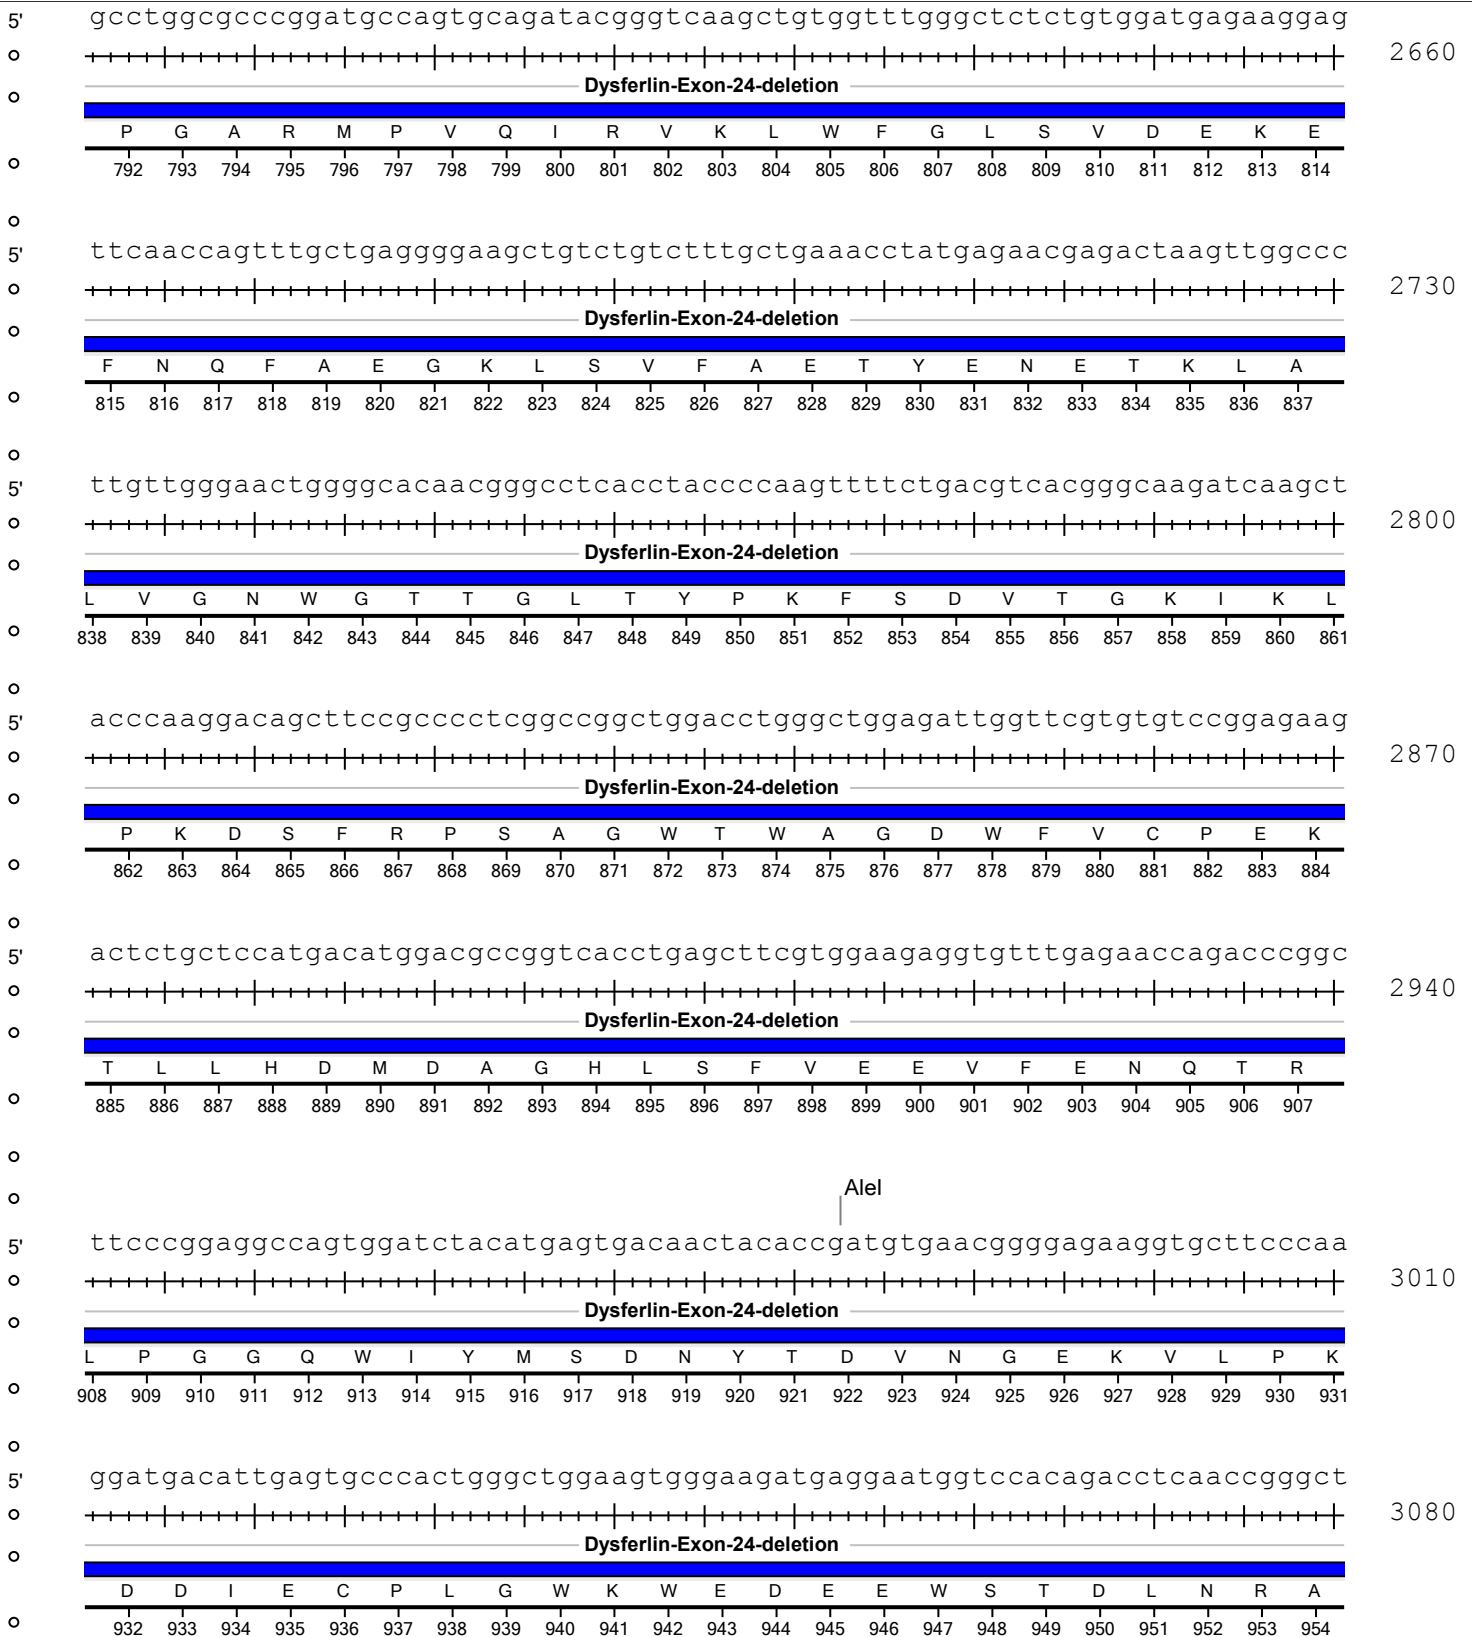 5' gcctggcgcccggatgccagtgcagatacgggtcaagctgtggtttgggctctctgtggatgagaaggag
2660
Dysferlin-Exon-24-deletion
P G A R M P V Q I R V K L W F G L S V D E K E
792 793 794 795 796 797 798 799 800 801 802 803 804 805 806 807 808 809 810 811 812 813 814
5' ttcaaccagtttgctgaggggaagctgtctgtctttgctgaaacctatgagaacgagactaagttggccc
2730
Dysferlin-Exon-24-deletion
F N Q F A E G K L S V F A E T Y E N E T K L A
815 816 817 818 819 820 821 822 823 824 825 826 827 828 829 830 831 832 833 834 835 836 837
5' ttgttgggaactggggcacaacgggcctcacctaccccaagttttctgacgtcacgggcaagatcaagct
2800
Dysferlin-Exon-24-deletion
L V G N W G T T G L T Y P K F S D V T G K I K L
838 839 840 841 842 843 844 845 846 847 848 849 850 851 852 853 854 855 856 857 858 859 860 861
5' acccaaggacagcttccgcccctcggccggctggacctgggctggagattggttcgtgtgtccggagaag
2870
Dysferlin-Exon-24-deletion
P K D S F R P S A G W T W A G D W F V C P E K
862 863 864 865 866 867 868 869 870 871 872 873 874 875 876 877 878 879 880 881 882 883 884
5' actctgctccatgacatggacgccggtcacctgagcttcgtggaagaggtgtttgagaaccagacccggc
2940
Dysferlin-Exon-24-deletion
T L L H D M D A G H L S F V E E V F E N Q T R
885 886 887 888 889 890 891 892 893 894 895 896 897 898 899 900 901 902 903 904 905 906 907
AleI
5' ttcccggaggccagtggatctacatgagtgacaactacaccgatgtgaacggggagaaggtgcttcccaa
3010
Dysferlin-Exon-24-deletion
L P G G Q W I Y M S D N Y T D V N G E K V L P K
908 909 910 911 912 913 914 915 916 917 918 919 920 921 922 923 924 925 926 927 928 929 930 931
5' ggatgacattgagtgcccactgggctggaagtgggaagatgaggaatggtccacagacctcaaccgggct
3080
Dysferlin-Exon-24-deletion
D D I E C P L G W K W E D E E W S T D L N R A
932 933 934 935 936 937 938 939 940 941 942 943 944 945 946 947 948 949 950 951 952 953 954